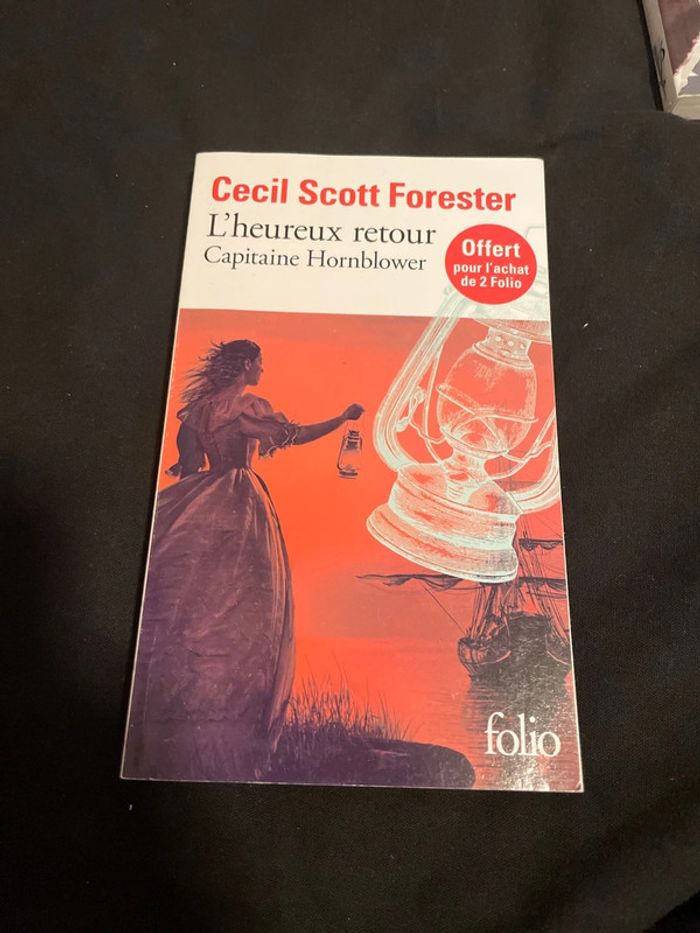 Cecil Scott Forester
L'heureux retour
Capitaine Hornblower
Offert
pour l'achat
de 2 Folio
folio